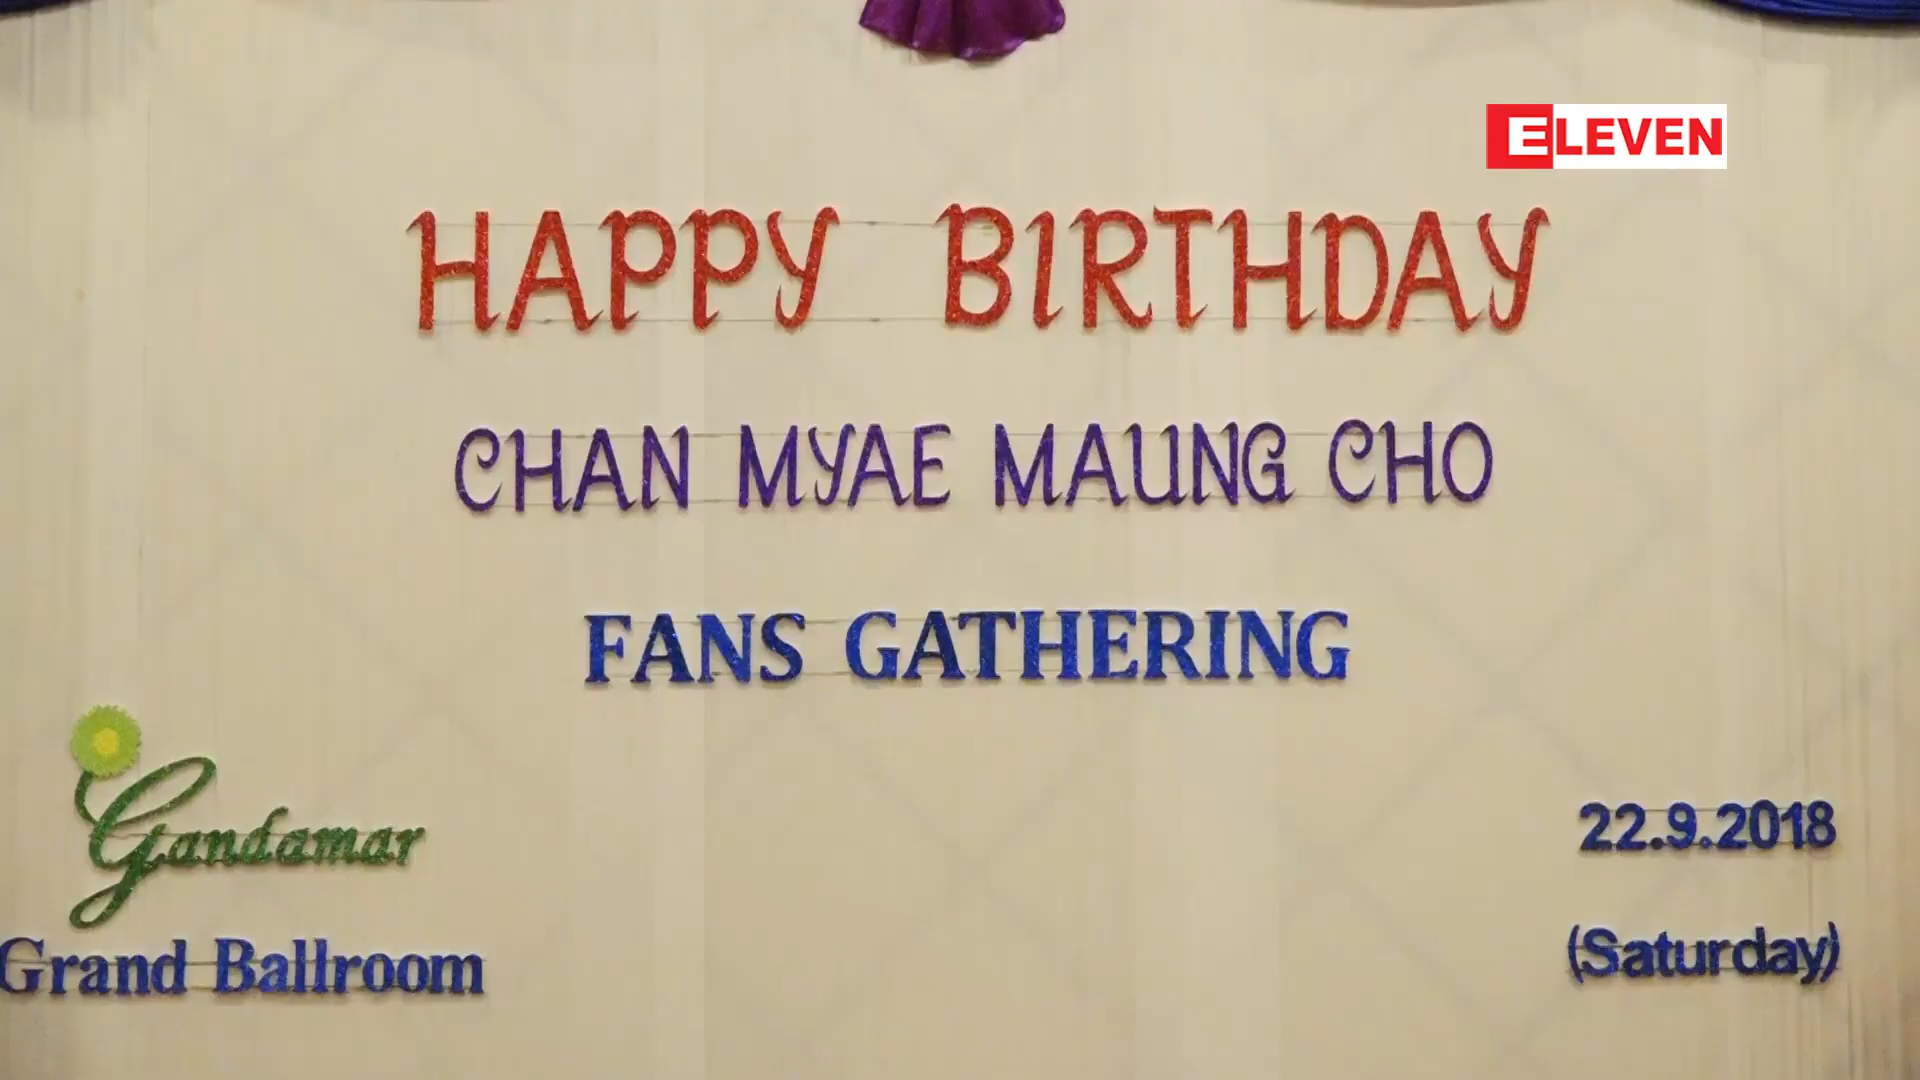 ELEVEN
HAPPY BIRTHDAY
CHAN MYAE MAUNG CHO
FANS GATHERING
Gandamar
Grand Ballroom
22.9.2018
(Saturday)